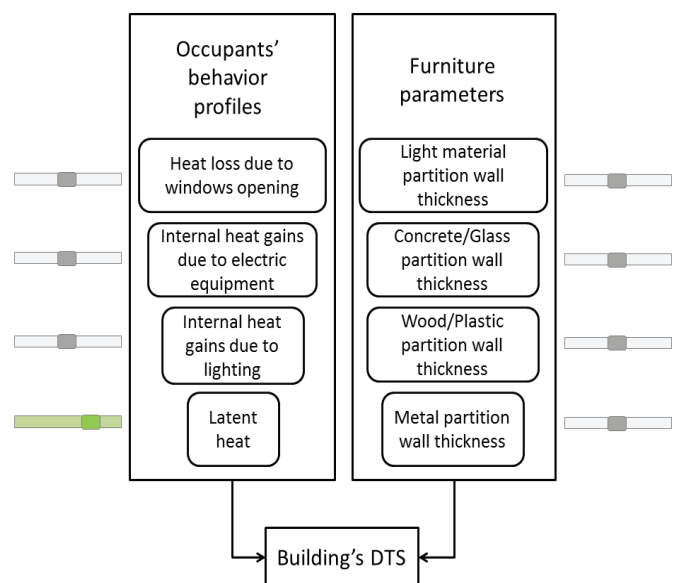 Occupants’
behavior
profiles
Heat loss due to
windows opening
Internal heat gains
due to electric
equipment
Internal heat
gains due to
lighting
Latent
heat
Furniture
parameters
Light material
partition wall
thickness
Concrete/Glass
partition wall
thickness
Wood/Plastic
partition wall
thickness
Metal partition
wall thickness
Building’s DTS